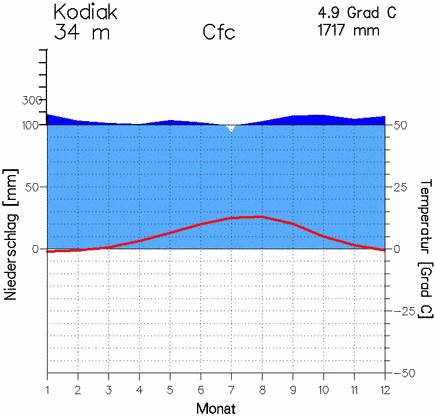 Kodiak
4.9 Grad C
34 m
Cfc
1717 mm
300
100
50
50
25
0
0
-25
-50
Niederschlag [mm]
Temperatur [Grad C]
1 2 3 4 5 6 7 8 9 10 11 12
Monat